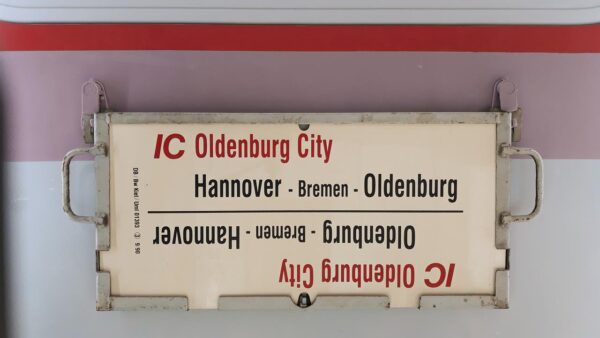 IC Oldenburg City
Hannover - Bremen - Oldenburg
Oldenburg - Bremen - Hannover
IC Oldenburg City